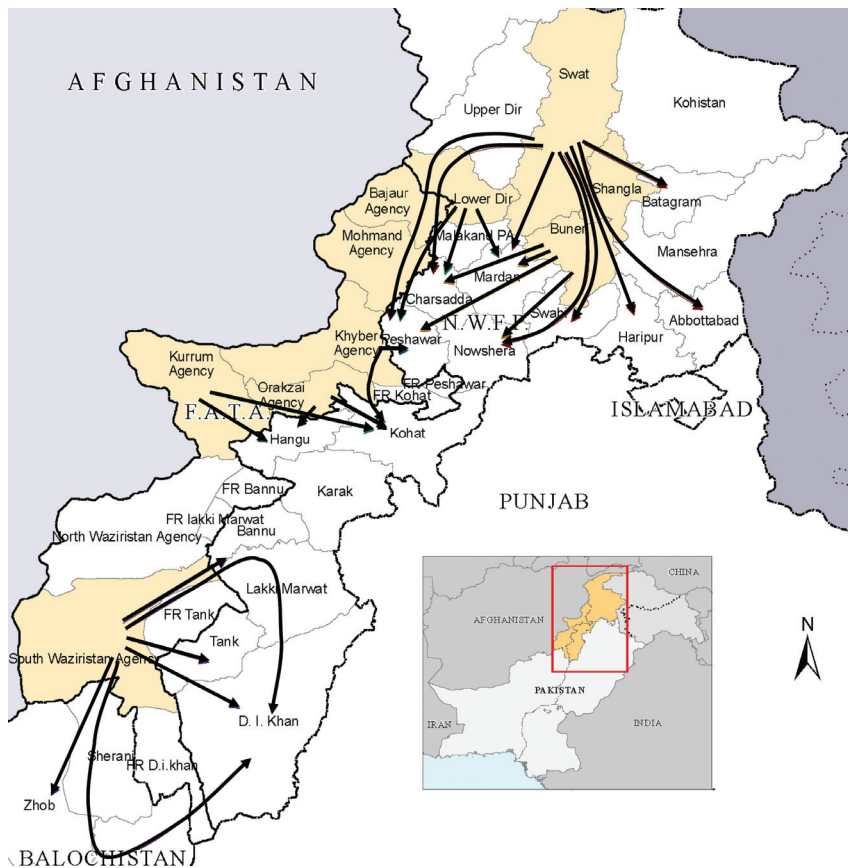 AFGHANISTAN
Swat
Upper Dir
Kohistan
Bajaur
Agency
Lower Dir
Shangla
Batagram
Mohmand
Agency
Malakand PA
Buner
Mansehra
Mardan
Charsadda
Swabi
N.W.F.P.
Abbottabad
Khyber
Agency
Peshawar
Nowshera
Haripur
Kurrum
Agency
Orakzai
Agency
FR Peshawar
FR Kohat
F.A.T.A.
ISLAMABAD
Hangu
Kohat
FR Bannu
Karak
PUNJAB
FR lakki Marwat
North Waziristan Agency
Bannu
Lakki Marwat
FR Tank
Tank
South Waziristan Agency
D. I. Khan
Sherani
FR D.i.khan
Zhob
BALOCHISTAN
CHINA
AFGHANISTAN
PAKISTAN
IRAN
INDIA
N